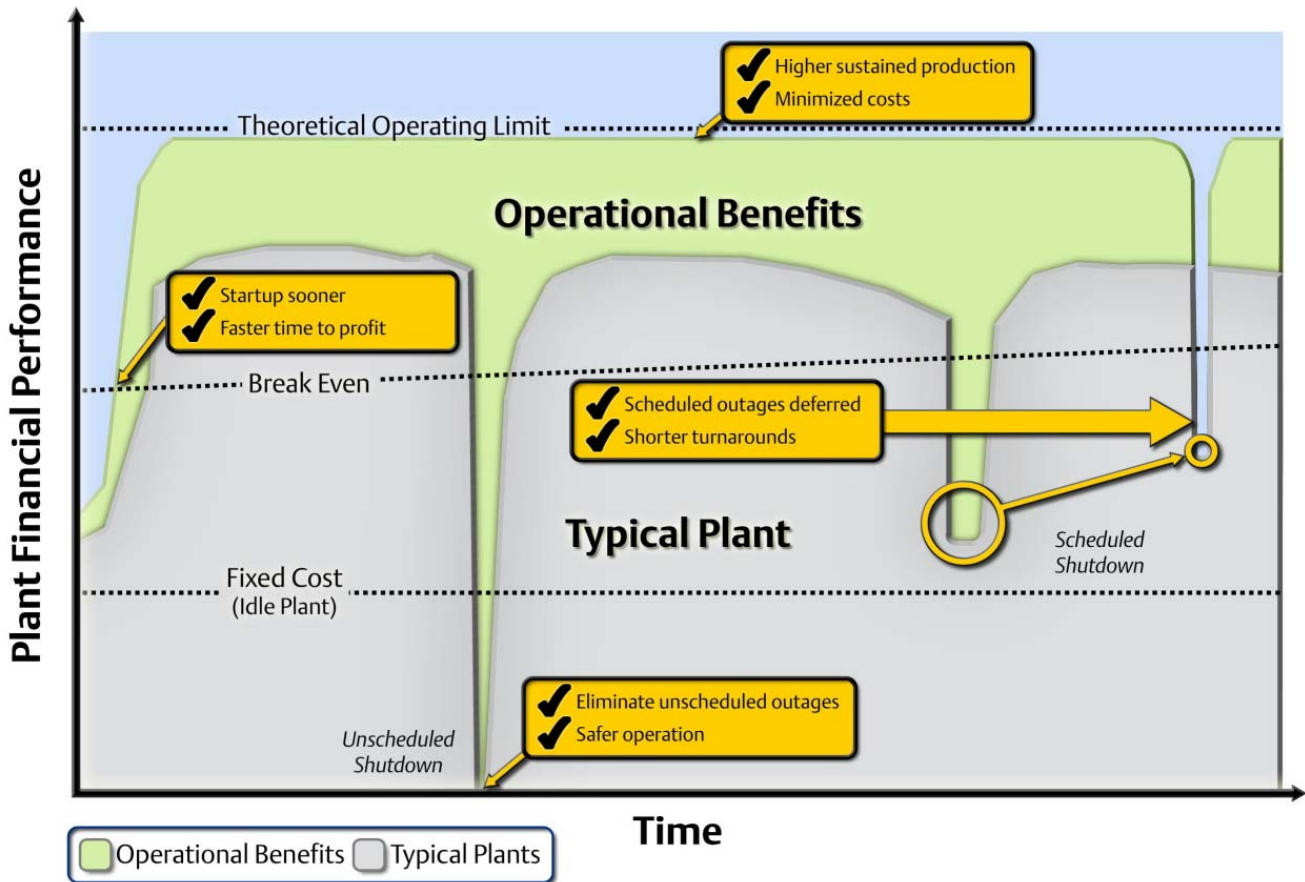 Higher sustained production
Minimized costs
Theoretical Operating Limit
Operational Benefits
Startup sooner
Faster time to profit
Break Even
Scheduled outages deferred
Shorter turnarounds
Typical Plant
Scheduled
Shutdown
Fixed Cost
(Idle Plant)
Eliminate unscheduled outages
Safer operation
Unscheduled
Shutdown
Plant Financial Performance
Time
Operational Benefits
Typical Plants